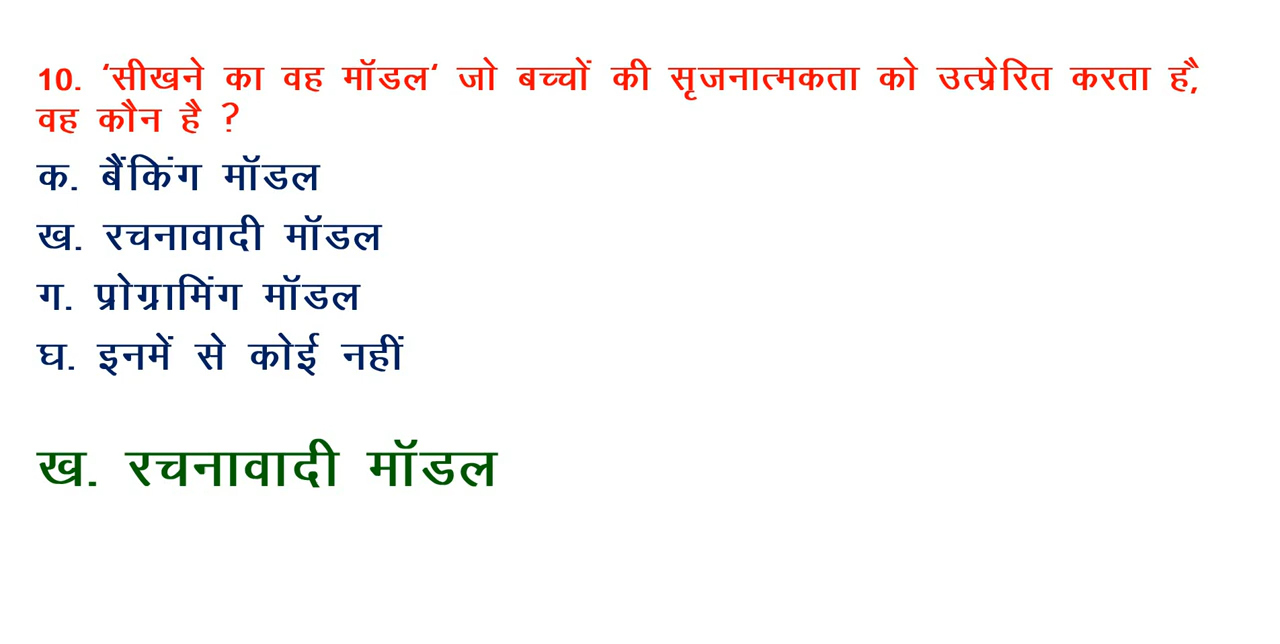 10. ‘सीखने का वह मॉडल‘ जो बच्चों की सृजनात्मकता को उत्प्रेरित करता है,
वह कौन है ?
क. बैंकिंग मॉडल
ख. रचनावादी मॉडल
ग. प्रोग्रामिंग मॉडल
घ. इनमें से कोई नहीं
ख. रचनावादी मॉडल